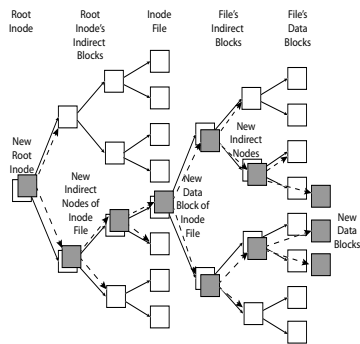 Root
Inode
Root
Inode's
Indirect
Blocks
Inode
File
File's
Indirect
Blocks
File's
Data
Blocks
New
Root
Inode
New
Indirect
Nodes of
Inode
File
New
Data
Block of
Inode
File
New
Indirect
Nodes
New
Data
Blocks